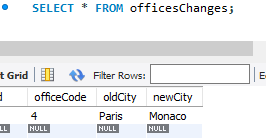 SELECT * FROM officesChanges;
t Grid Filter Rows: E
d officeCode oldCity newCity
4 Paris Monaco
NULL NULL NULL NULL